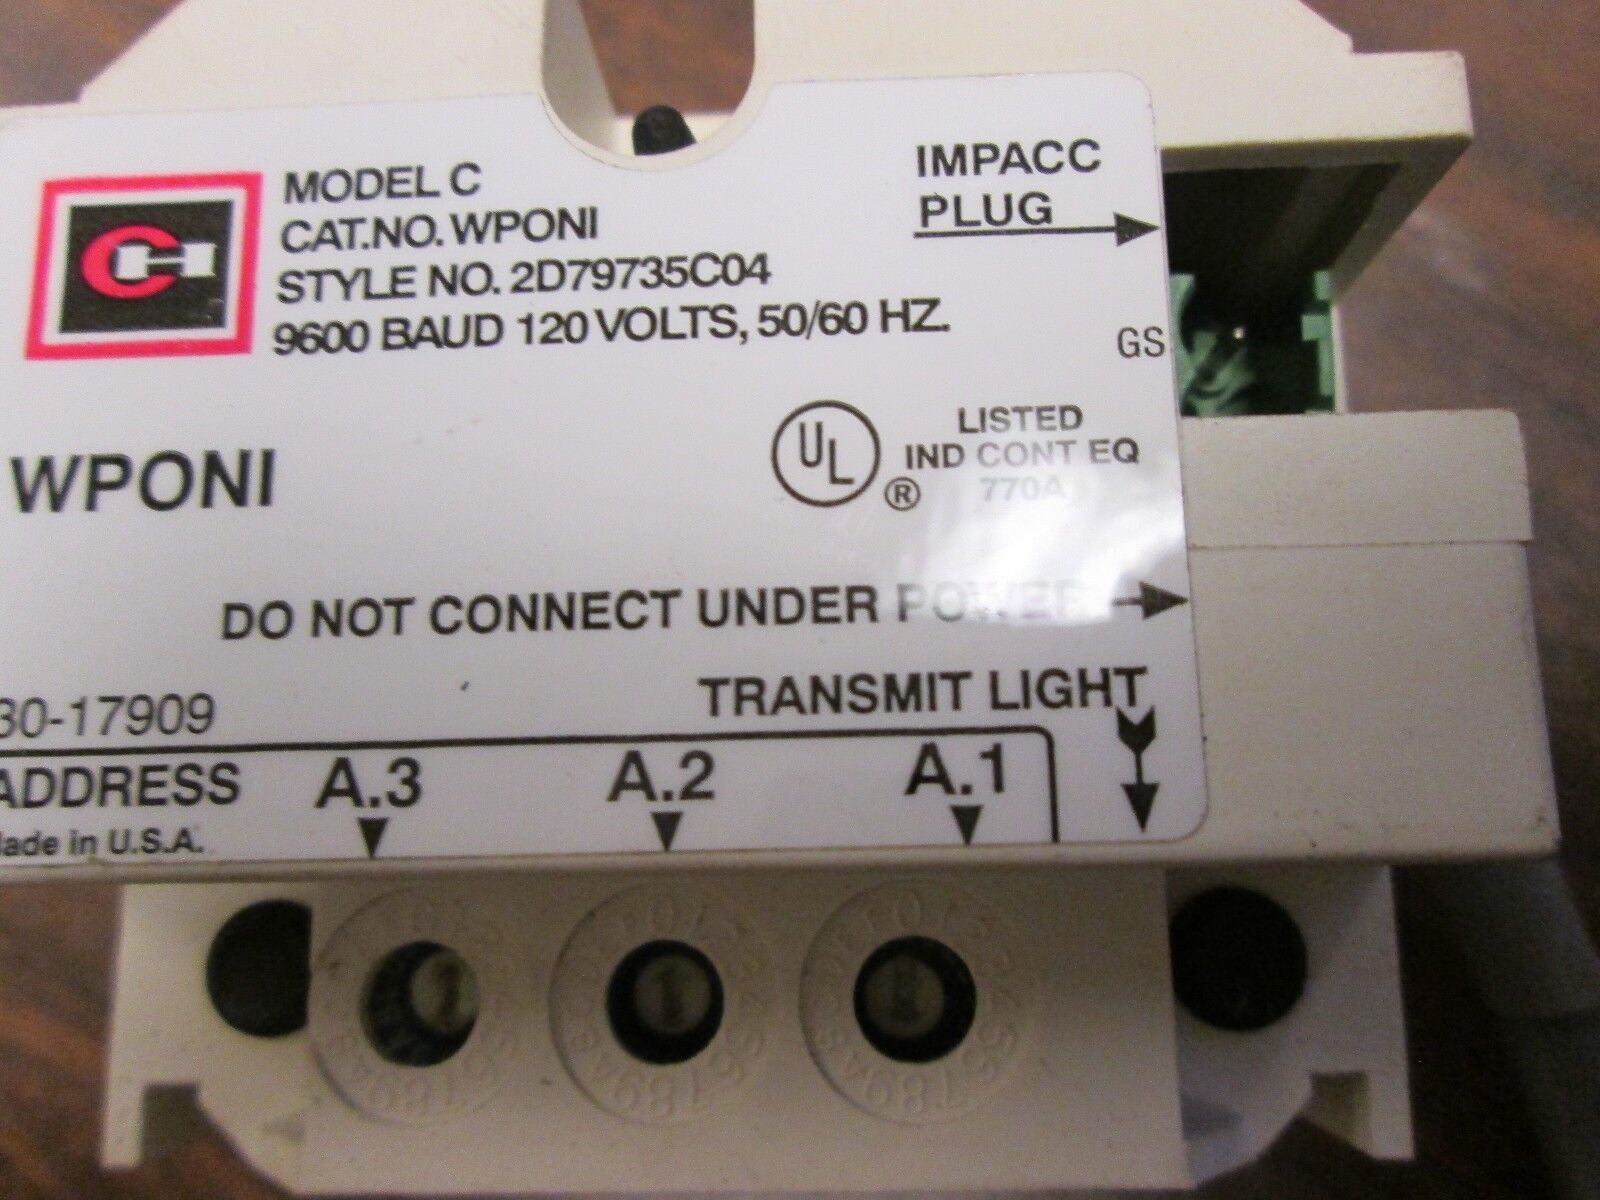 MODEL C
CAT.NO. WPONI
STYLE NO. 2D79735C04
9600 BAUD 120 VOLTS, 50/60 HZ.
IMPACC
PLUG
GS
CH
WPONI
UL
®
LISTED
IND CONT EQ
770A
DO NOT CONNECT UNDER POWER
TRANSMIT LIGHT
30-17909
ADDRESS A.3 A.2 A.1
Made in U.S.A.